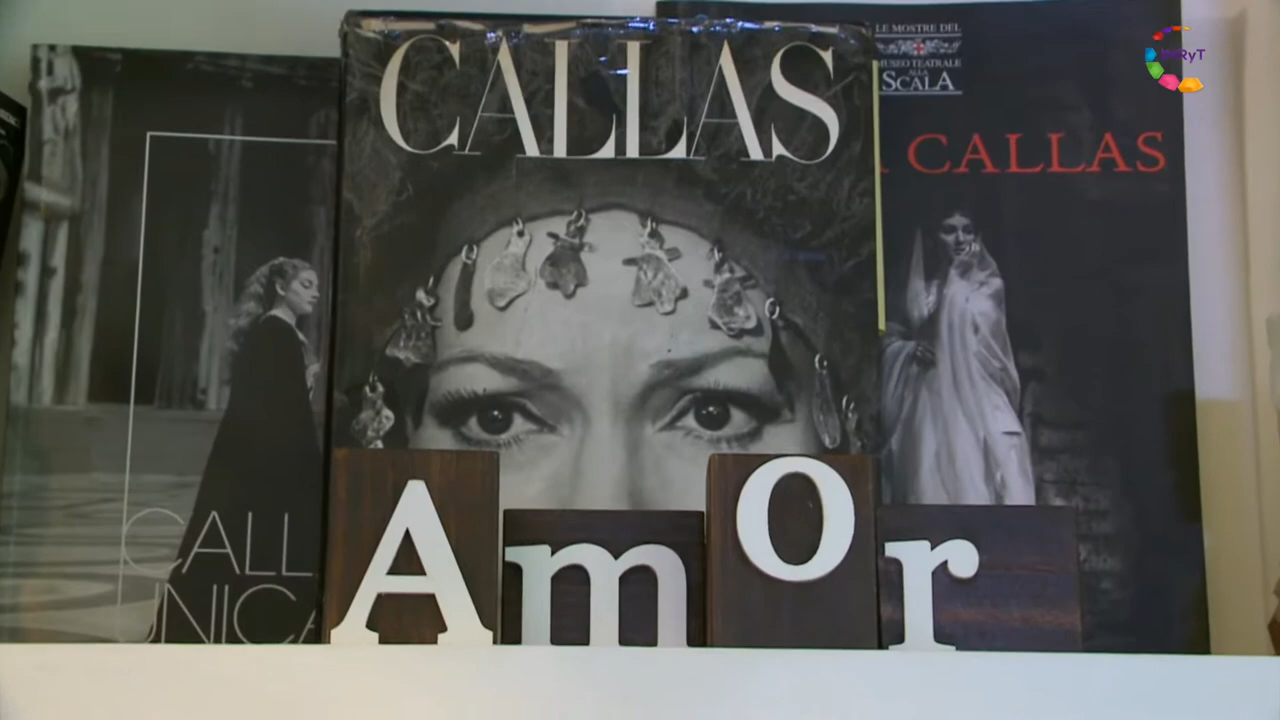 CALLAS
LE MOSTRE DEL
MUSEO TEATRALE
ALLA
SCALA
CALLAS
CALL
UNICA
Amor